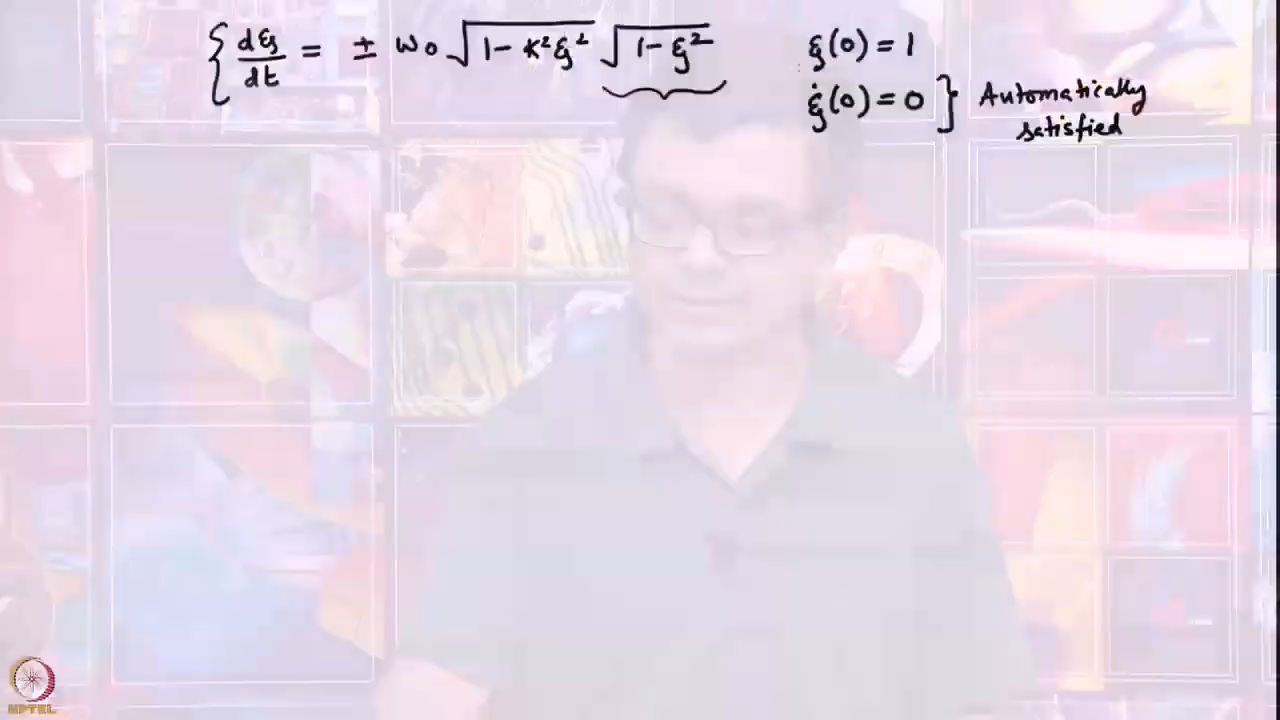 dξ/dt = ± ω₀ √(1 - k²ξ²) √(1 - ξ²)
ξ(0) = 1
ξ̇(0) = 0 } Automatically
satisfied
NPTEL